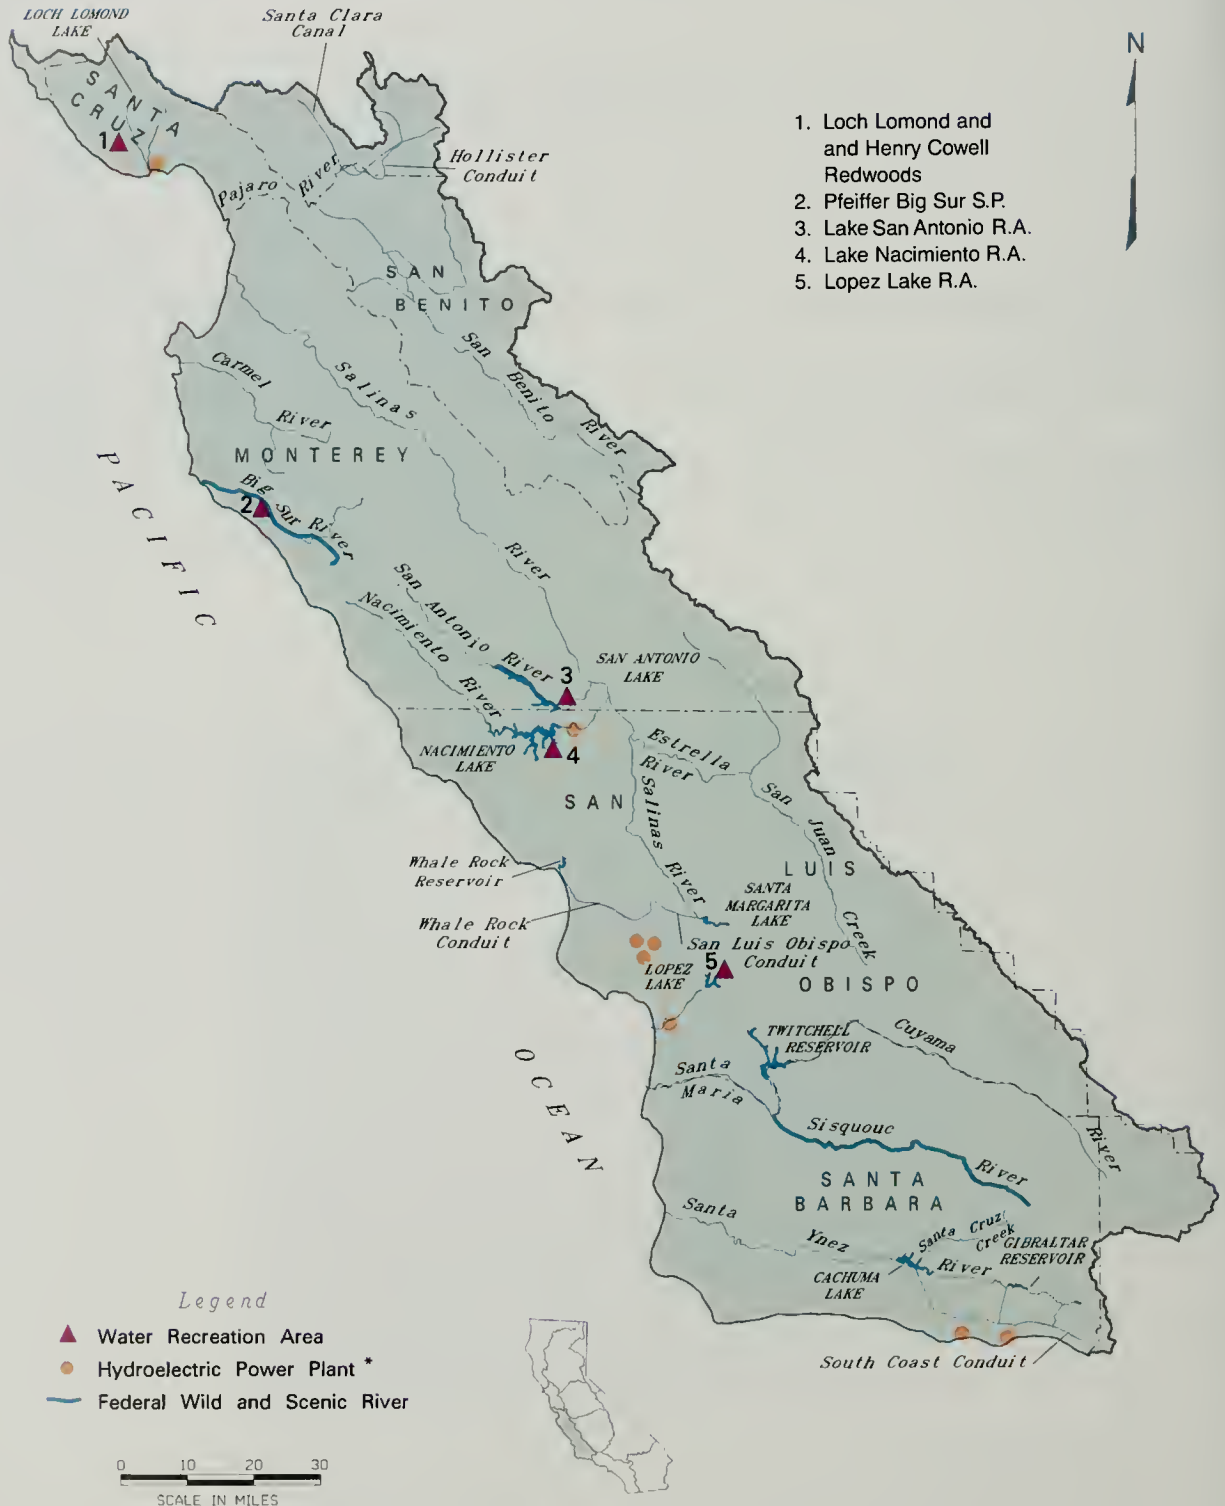 LOCH LOMOND
LAKE
Santa Clara
Canal
N
SANTA
CRUZ
1
Hollister
Conduit
Pajaro River
1. Loch Lomond and
and Henry Cowell
Redwoods
2. Pfeiffer Big Sur S.P.
3. Lake San Antonio R.A.
4. Lake Nacimiento R.A.
5. Lopez Lake R.A.
SAN
BENITO
San Benito River
Carmel
River
Salinas
River
MONTEREY
PACIFIC
Big Sur River
2
San Antonio River
Nacimiento River
3
SAN ANTONIO
LAKE
NACIMIENTO
LAKE
4
Estrella
River
SAN
Salinas River
San Juan Creek
LUIS
Whale Rock
Reservoir
SANTA
MARGARITA
LAKE
Whale Rock
Conduit
San Luis Obispo
Conduit
5
LOPEZ
LAKE
OBISPO
OCEAN
TWITCHELL
RESERVOIR
Cuyama
River
Santa
Maria
Sisquouc
River
SANTA
BARBARA
Santa
Ynez
River
Santa Cruz
Creek
GIBRALTAR
RESERVOIR
CACHUMA
LAKE
South Coast Conduit
Legend
Water Recreation Area
Hydroelectric Power Plant *
Federal Wild and Scenic River
0 10 20 30
SCALE IN MILES